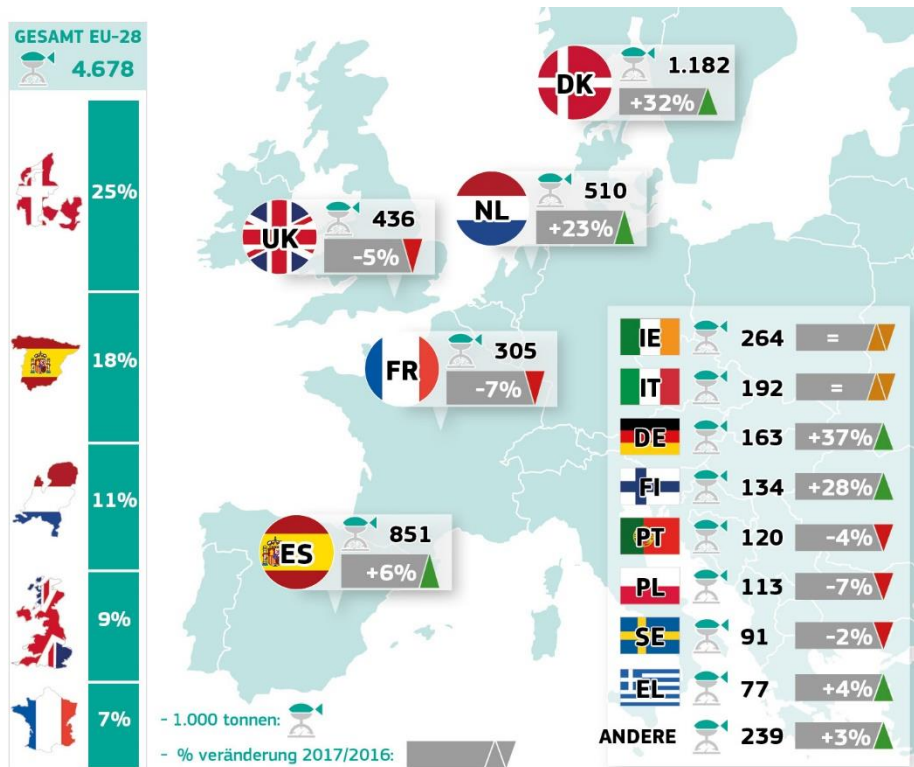 GESAMT EU-28
4.678
25%
18%
11%
9%
7%
DK 1.182
+32%
NL 510
+23%
UK 436
-5%
FR 305
-7%
ES 851
+6%
IE 264 =
IT 192 =
DE 163 +37%
FI 134 +28%
PT 120 -4%
PL 113 -7%
SE 91 -2%
EL 77 +4%
ANDERE 239 +3%
- 1.000 tonnen:
- % veränderung 2017/2016: